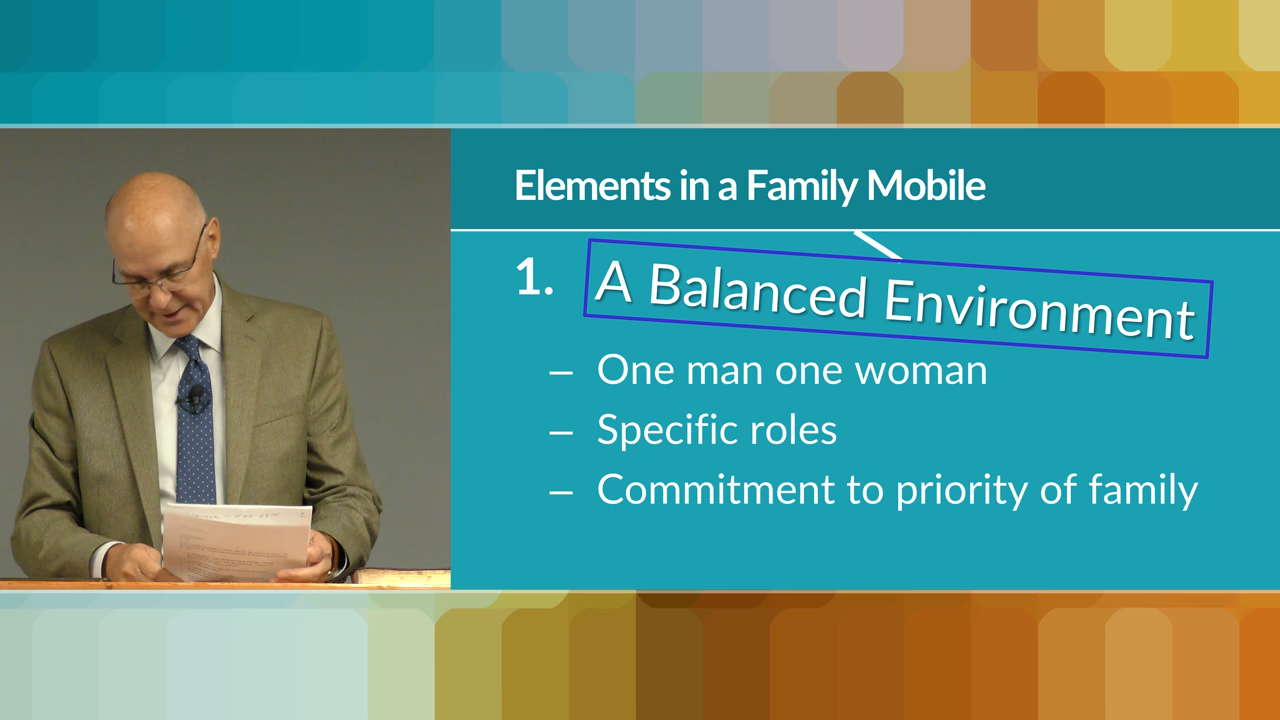 Elements in a Family Mobile
1. A Balanced Environment
– One man one woman
– Specific roles
– Commitment to priority of family